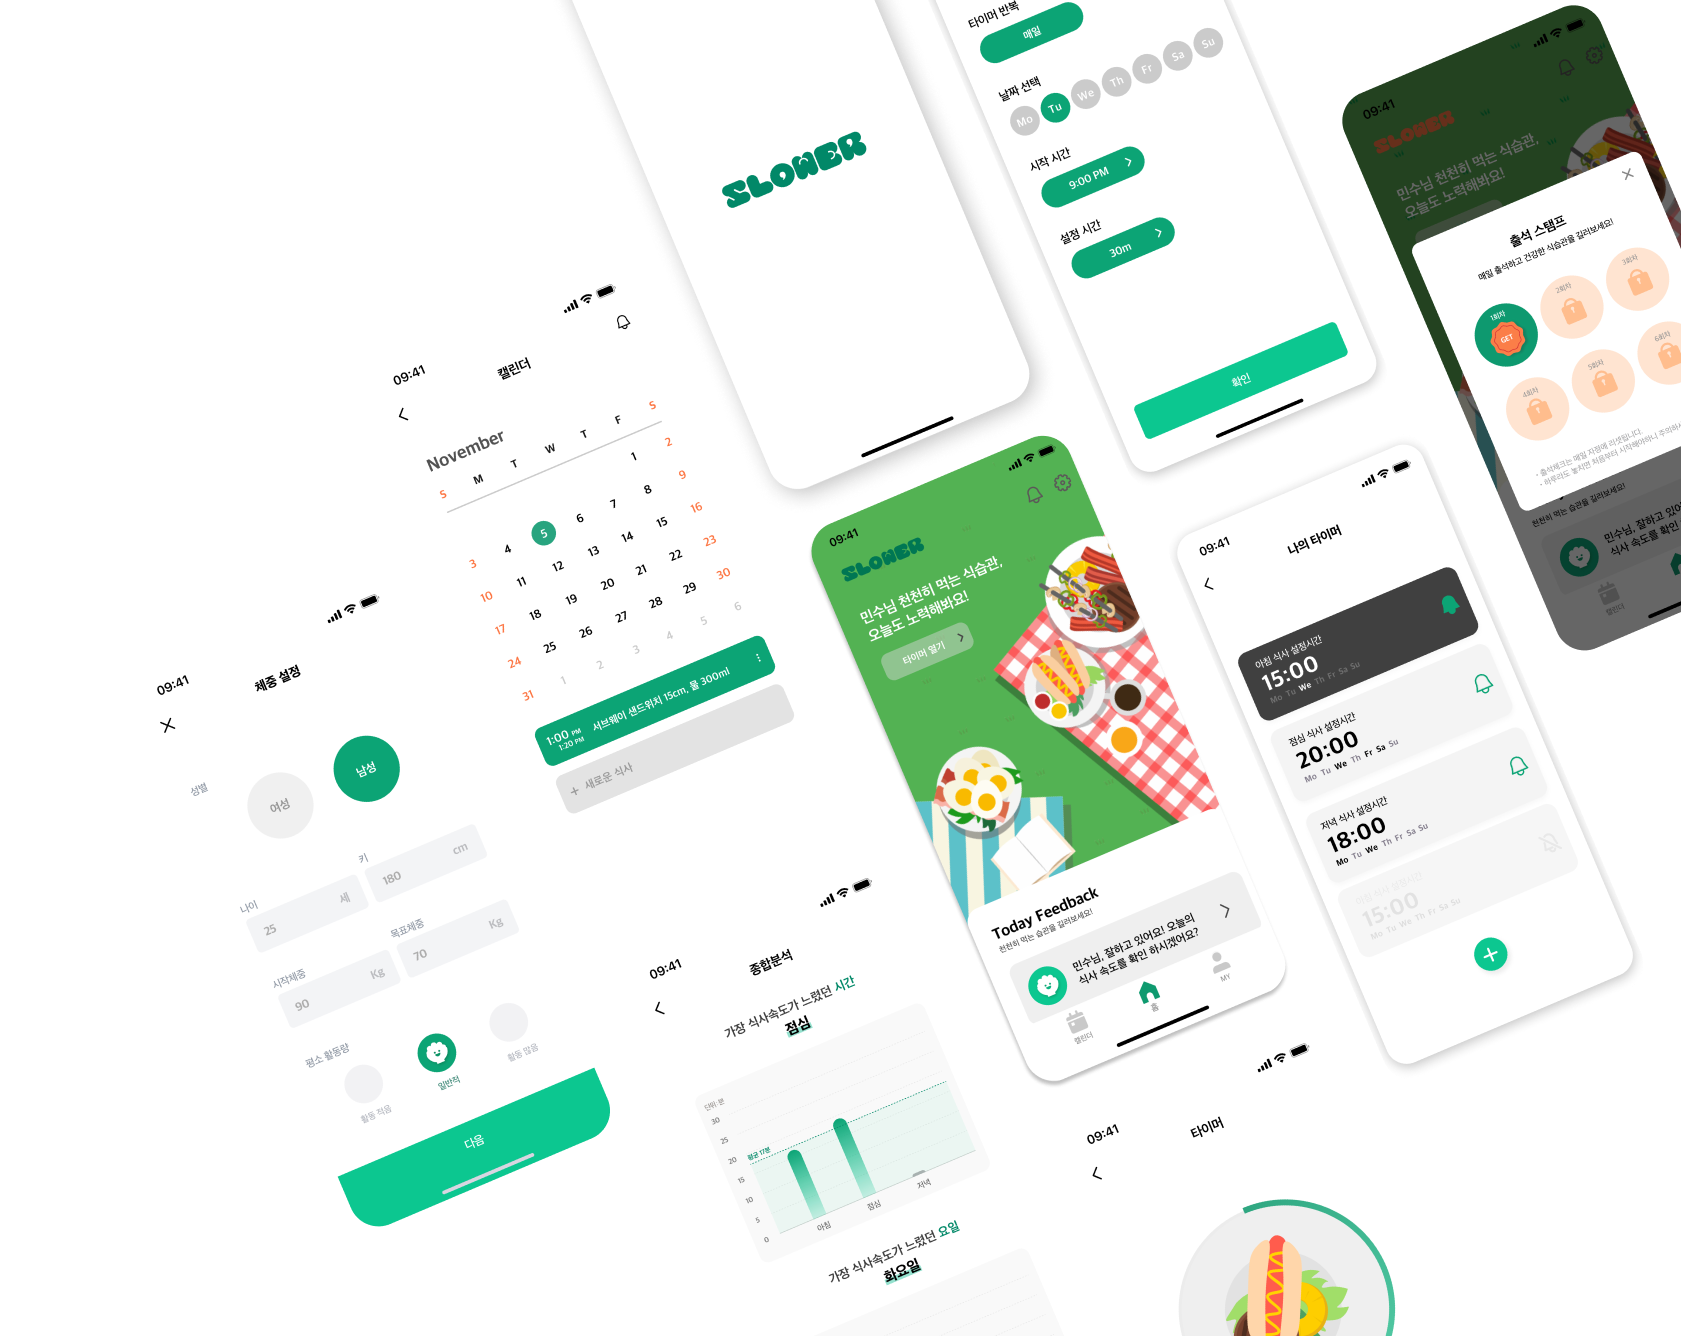 SLOWER
타이머 반복
매일
날짜 선택
Mo Tu We Th Fr Sa Su
시작 시간
9:00 PM
설정 시간
30m
확인
09:41
SLOWER
민수님 천천히 먹는 식습관,
오늘도 노력해봐요!
출석 스탬프
매일 출석하고 건강한 식습관을 길러보세요!
1회차
GET
2회차
3회차
4회차
5회차
6회차
• 출석체크는 매일 자정에 리셋됩니다.
• 하루라도 놓치면 처음부터 시작해야하니 주의하세
천천히 먹는 습관을 길러보세요!
민수님, 잘하고 있어
식사 속도를 확인
캘린더
09:41
캘린더
November
S M T W T F S
1 2
3 4 5 6 7 8 9
10 11 12 13 14 15 16
17 18 19 20 21 22 23
24 25 26 27 28 29 30
31 1 2 3 4 5 6
1:00 PM
1:20 PM
서브웨이 샌드위치 15cm, 물 300ml
+ 새로운 식사
09:41
체중 설정
성별
여성
남성
나이
25 세
키
180 cm
시작체중
90 Kg
목표체중
70 Kg
평소 활동량
활동 적음
일반적
활동 많음
다음
09:41
SLOWER
민수님 천천히 먹는 식습관,
오늘도 노력해봐요!
타이머 열기
Today Feedback
천천히 먹는 습관을 길러보세요!
민수님, 잘하고 있어요! 오늘의
식사 속도를 확인 하시겠어요?
캘린더
홈
MY
09:41
나의 타이머
아침 식사 설정시간
15:00
Mo Tu We Th Fr Sa Su
점심 식사 설정시간
20:00
Mo Tu We Th Fr Sa Su
저녁 식사 설정시간
18:00
Mo Tu We Th Fr Sa Su
아침 식사 설정시간
15:00
Mo Tu We Th Fr Sa Su
09:41
종합분석
가장 식사속도가 느렸던 시간
점심
단위: 분
30
25
20
15
10
5
0
평균 17분
아침
점심
저녁
가장 식사속도가 느렸던 요일
화요일
09:41
타이머